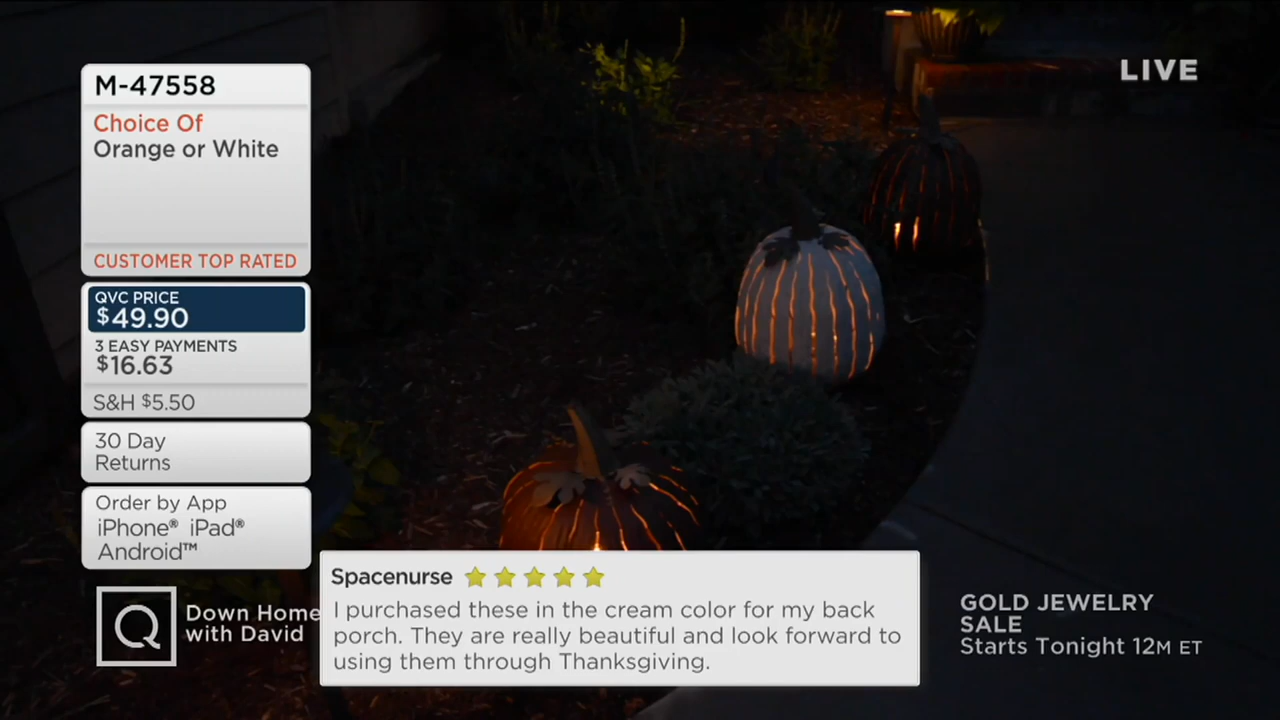 M-47558
Choice Of
Orange or White
CUSTOMER TOP RATED
QVC PRICE
$49.90
3 EASY PAYMENTS
$16.63
S&H $5.50
30 Day
Returns
Order by App
iPhone® iPad®
Android™
Q
Down Home
with David
Spacenurse
I purchased these in the cream color for my back
porch. They are really beautiful and look forward to
using them through Thanksgiving.
LIVE
GOLD JEWELRY
SALE
Starts Tonight 12M ET